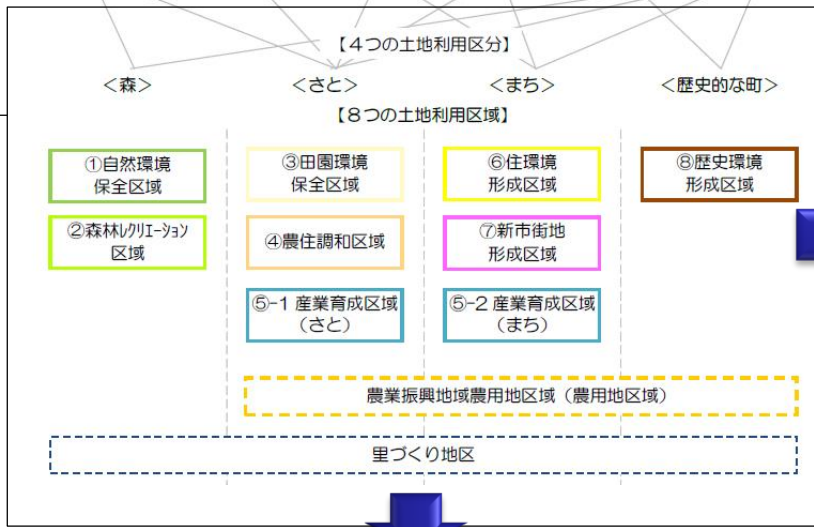 【4つの土地利用区分】
＜森＞
＜さと＞
＜まち＞
＜歴史的な町＞
【8つの土地利用区域】
①自然環境
保全区域
③田園環境
保全区域
⑥住環境
形成区域
⑧歴史環境
形成区域
②森林ﾚｸﾘｴｰｼｮﾝ
区域
④農住調和区域
⑦新市街地
形成区域
⑤-1 産業育成区域
（さと）
⑤-2 産業育成区域
（まち）
農業振興地域農用地区域（農用地区域）
里づくり地区